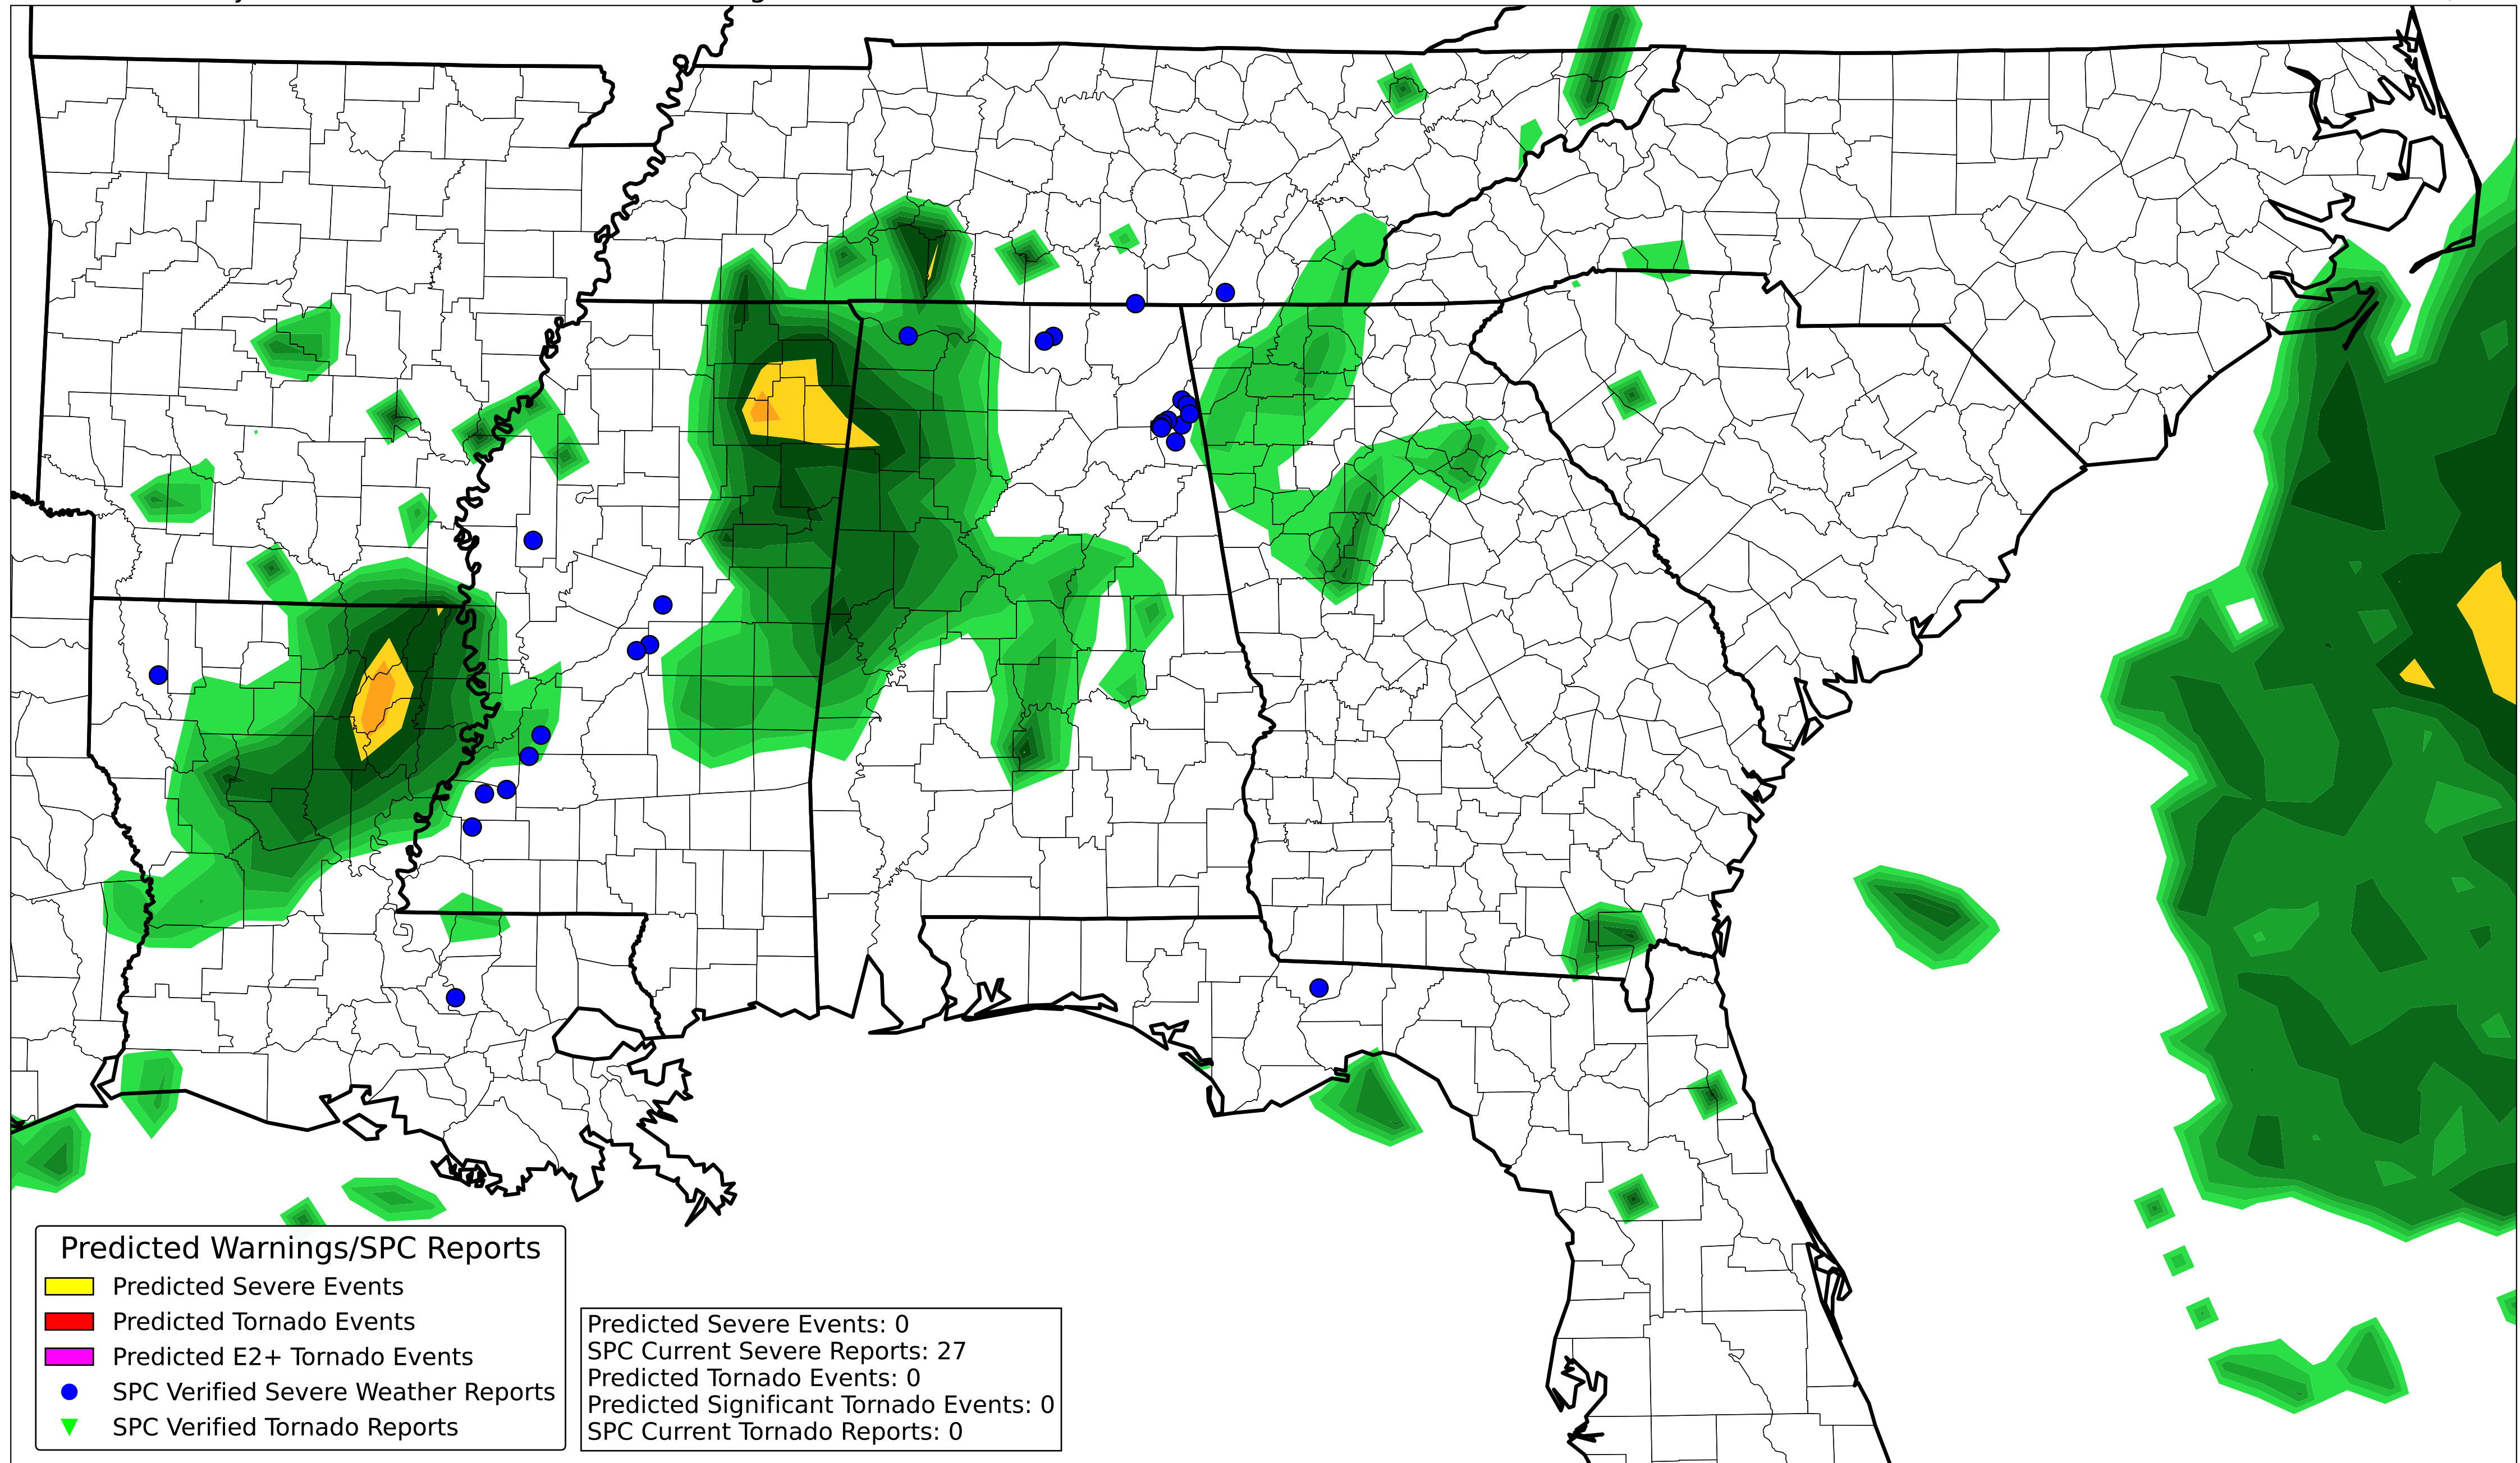 Predicted Warnings/SPC Reports
Predicted Severe Events
Predicted Tornado Events
Predicted E2+ Tornado Events
SPC Verified Severe Weather Reports
SPC Verified Tornado Reports
Predicted Severe Events: 0
SPC Current Severe Reports: 27
Predicted Tornado Events: 0
Predicted Significant Tornado Events: 0
SPC Current Tornado Reports: 0